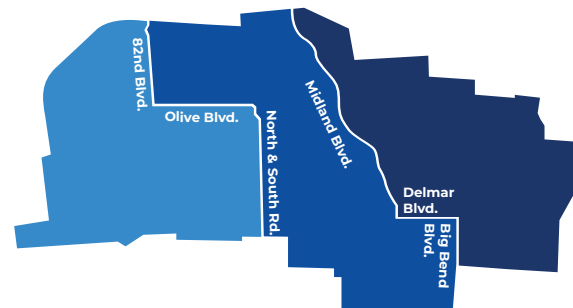 82nd Blvd.
Olive Blvd.
North & South Rd.
Midland Blvd.
Delmar
Blvd.
Big Bend
Blvd.